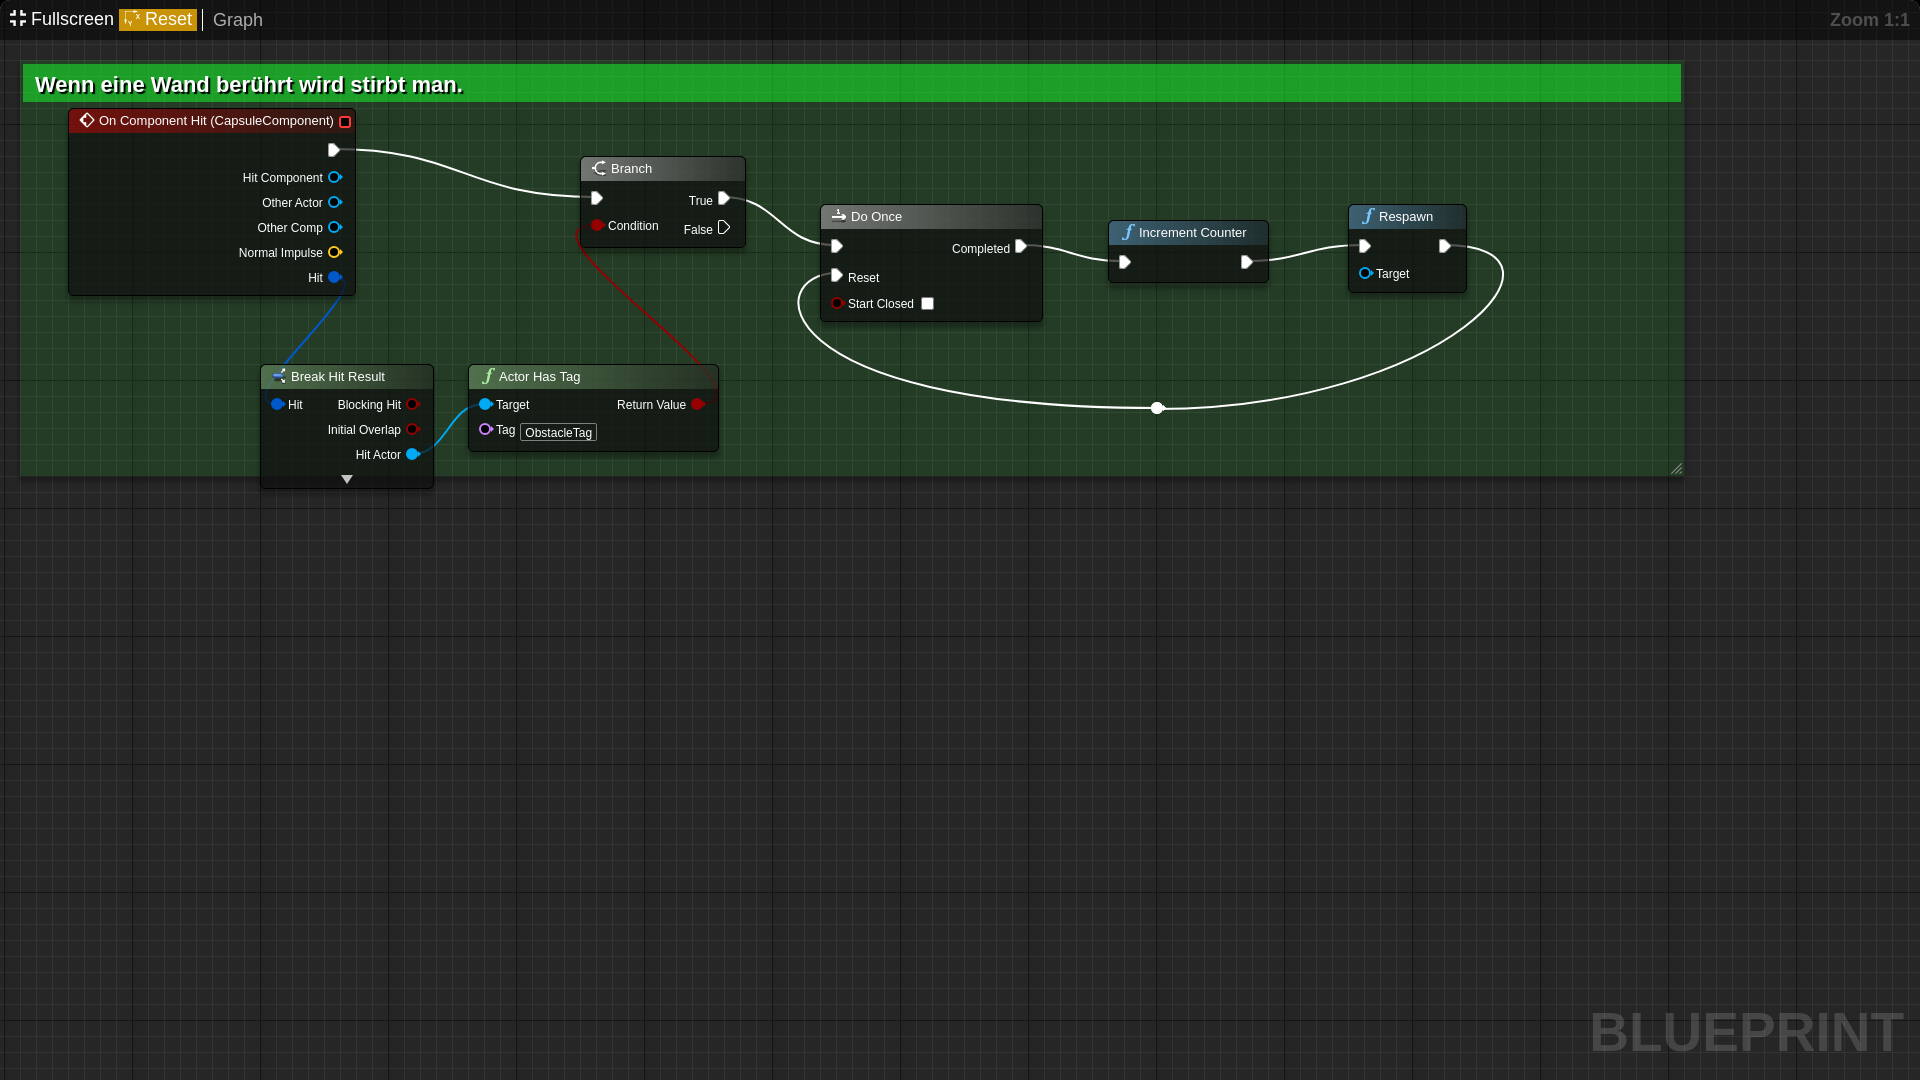 Fullscreen Reset Graph Zoom 1:1
Wenn eine Wand berührt wird stirbt man.
On Component Hit (CapsuleComponent)
Hit Component
Other Actor
Other Comp
Normal Impulse
Hit
Branch
True
Condition
False
Do Once
Completed
Reset
Start Closed
Increment Counter
Respawn
Target
Break Hit Result
Hit
Blocking Hit
Initial Overlap
Hit Actor
Actor Has Tag
Target
Return Value
Tag ObstacleTag
BLUEPRINT